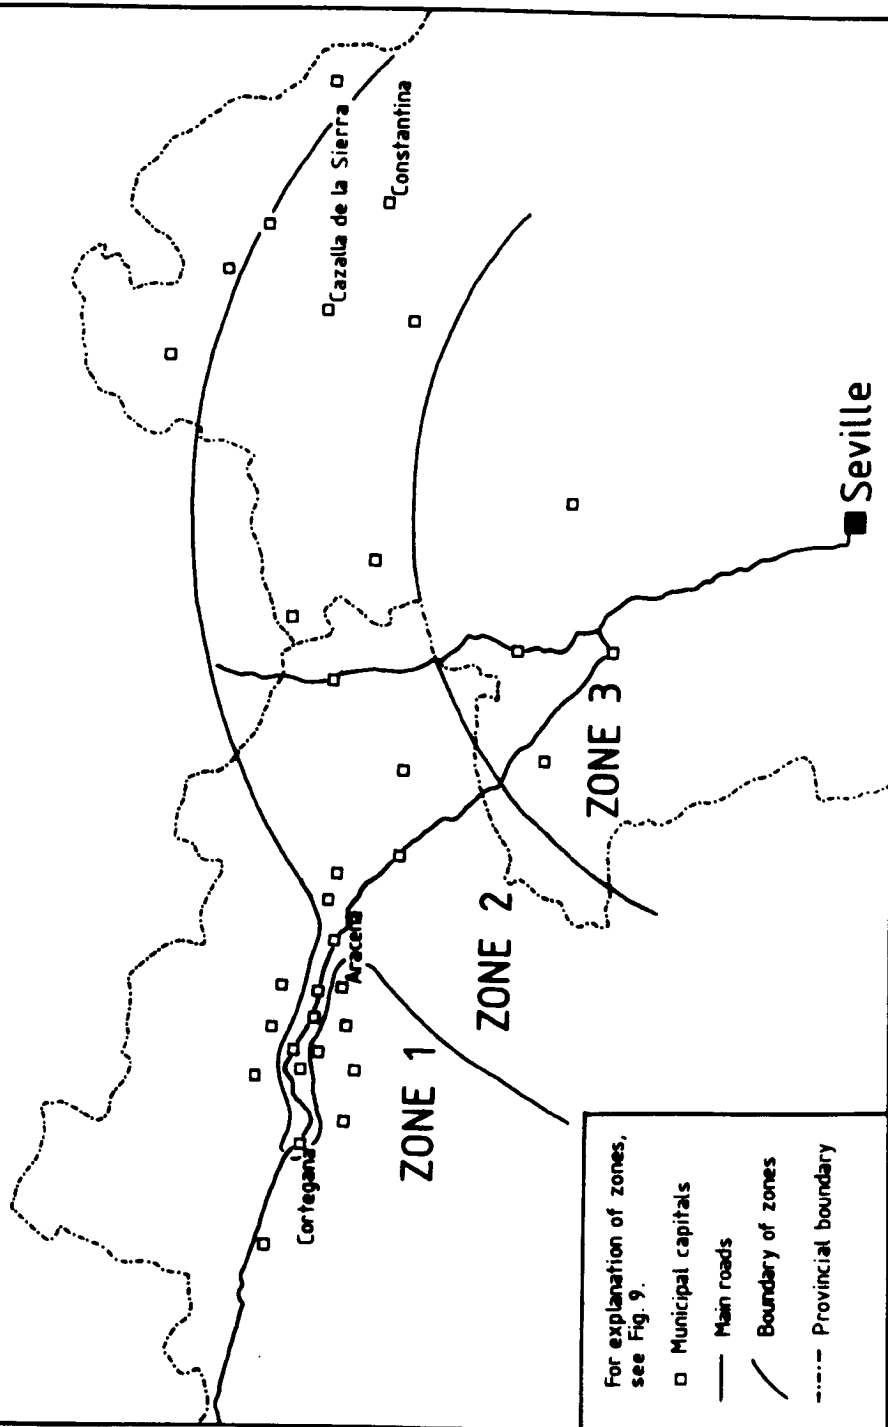 Cazalla de la Sierra
Constantina
Aracena
Cortegana
Seville
ZONE 1
ZONE 2
ZONE 3
For explanation of zones,
see Fig. 9.
Municipal capitals
Main roads
Boundary of zones
Provincial boundary